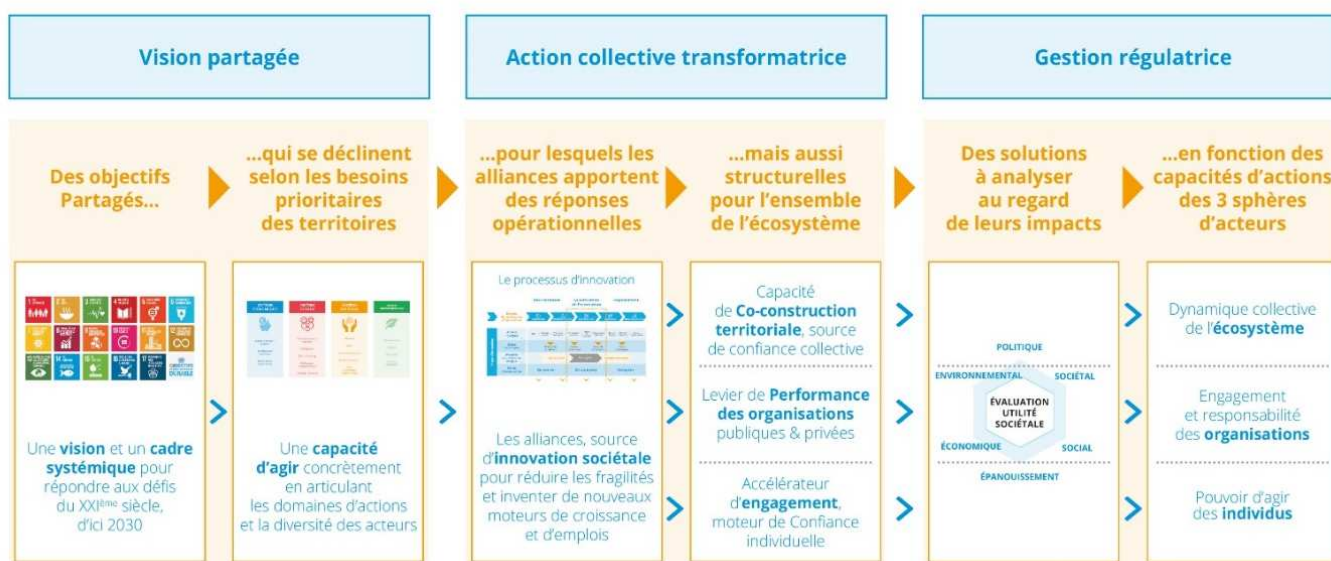 Vision partagée
Action collective transformatrice
Gestion régulatrice
Des objectifs
Partagés...
...qui se déclinent
selon les besoins
prioritaires
des territoires
...pour lesquels les
alliances apportent
des réponses
opérationnelles
...mais aussi
structurelles
pour l’ensemble
de l’écosystème
Des solutions
à analyser
au regard
de leurs impacts
...en fonction des
capacités d’actions
des 3 sphères
d’acteurs
Une vision et un cadre
systémique pour
répondre aux défis
du XXIème siècle,
d’ici 2030
Une capacité
d’agir concrètement
en articulant
les domaines d’actions
et la diversité des acteurs
Le processus d’innovation
Les alliances, source
d’innovation sociétale
pour réduire les fragilités
et inventer de nouveaux
moteurs de croissance
et d’emplois
Capacité
de Co-construction
territoriale, source
de confiance collective
Levier de Performance
des organisations
publiques & privées
Accélérateur
d’engagement,
moteur de Confiance
individuelle
POLITIQUE
ENVIRONNEMENTAL
SOCIÉTAL
ÉVALUATION
UTILITÉ
SOCIÉTALE
ÉCONOMIQUE
SOCIAL
ÉPANOUISSEMENT
Dynamique collective
de l’écosystème
Engagement
et responsabilité
des organisations
Pouvoir d’agir
des individus